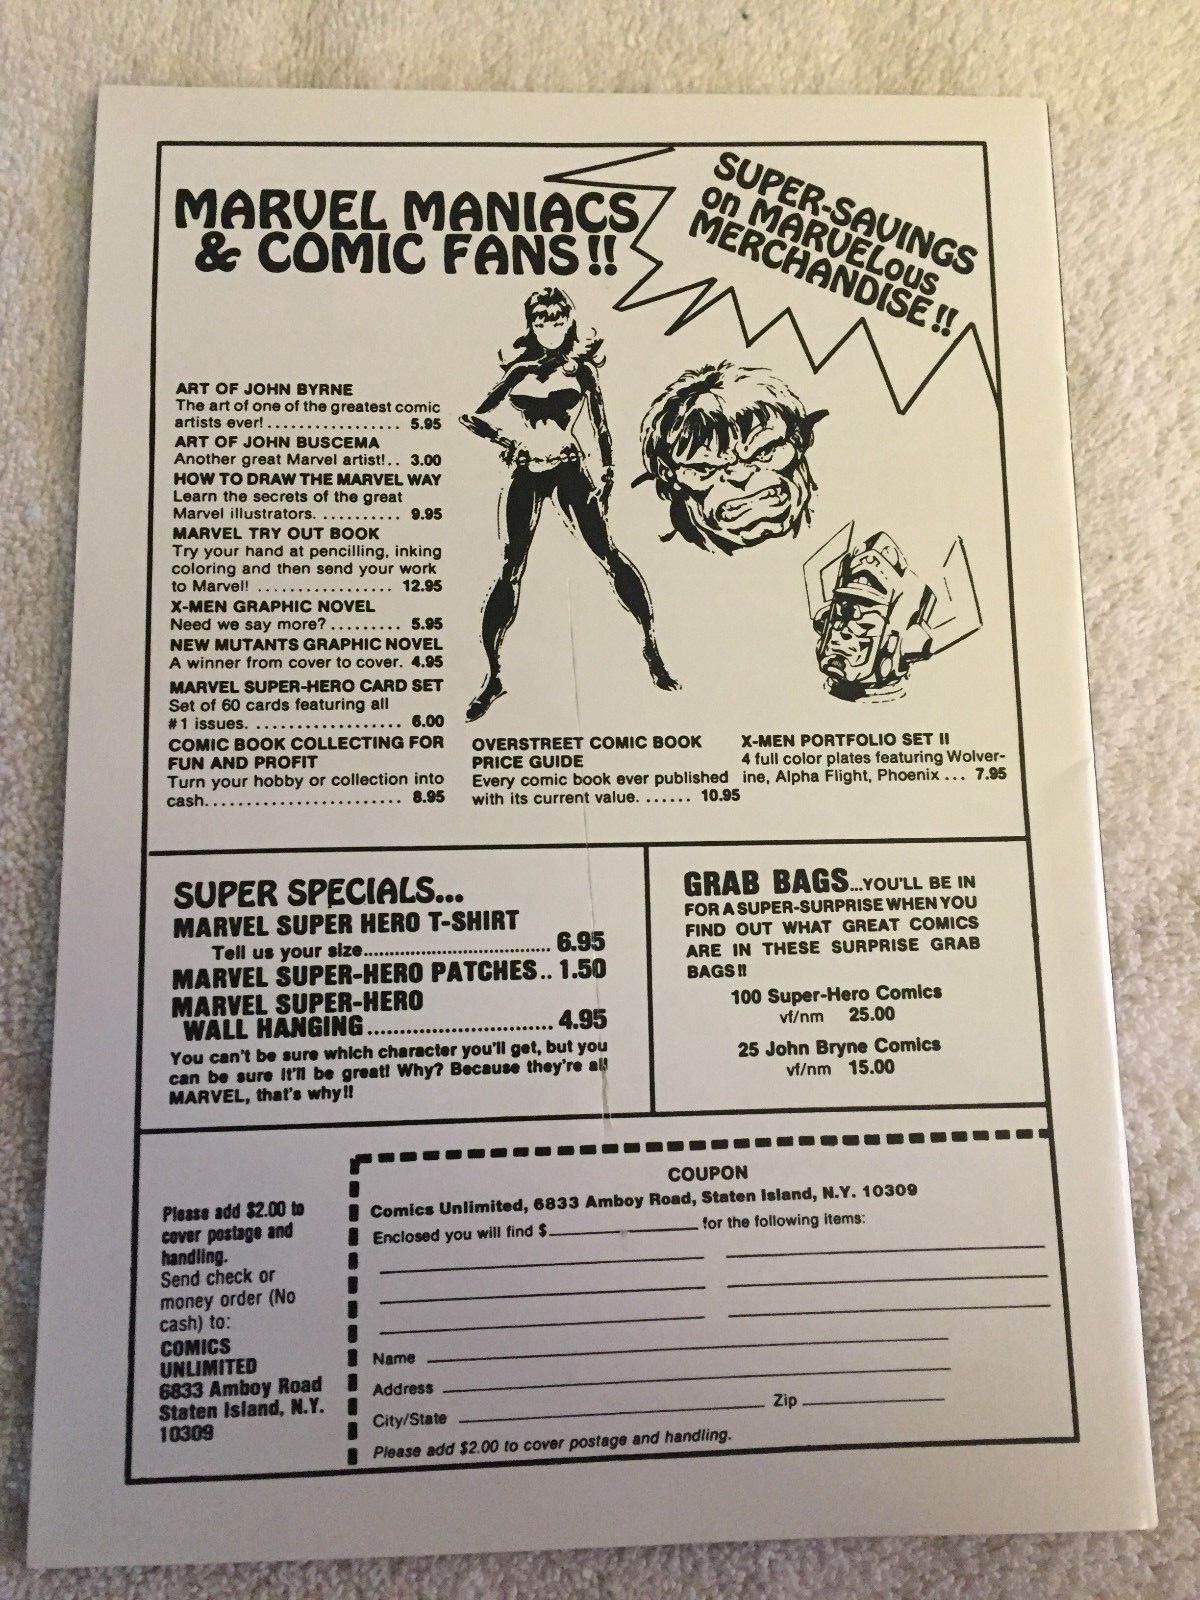 MARVEL MANIACS
& COMIC FANS!!
SUPER-SAVINGS
on MARVELous
MERCHANDISE!!
ART OF JOHN BYRNE
The art of one of the greatest comic
artists ever!................. 5.95
ART OF JOHN BUSCEMA
Another great Marvel artist!.. 3.00
HOW TO DRAW THE MARVEL WAY
Learn the secrets of the great
Marvel illustrators........... 9.95
MARVEL TRY OUT BOOK
Try your hand at pencilling, inking
coloring and then send your work
to Marvel! ................. 12.95
X-MEN GRAPHIC NOVEL
Need we say more? ......... 5.95
NEW MUTANTS GRAPHIC NOVEL
A winner from cover to cover. 4.95
MARVEL SUPER-HERO CARD SET
Set of 60 cards featuring all
#1 issues. .................. 6.00
COMIC BOOK COLLECTING FOR
FUN AND PROFIT
Turn your hobby or collection into
cash........................ 8.95
OVERSTREET COMIC BOOK
PRICE GUIDE
Every comic book ever published
with its current value. ...... 10.95
X-MEN PORTFOLIO SET II
4 full color plates featuring Wolver-
ine, Alpha Flight, Phoenix ... 7.95
SUPER SPECIALS...
MARVEL SUPER HERO T-SHIRT
Tell us your size................................ 6.95
MARVEL SUPER-HERO PATCHES.. 1.50
MARVEL SUPER-HERO
WALL HANGING............................. 4.95
You can't be sure which character you'll get, but you
can be sure it'll be great! Why? Because they're all
MARVEL, that's why!!
GRAB BAGS...YOU'LL BE IN
FOR A SUPER-SURPRISE WHEN YOU
FIND OUT WHAT GREAT COMICS
ARE IN THESE SURPRISE GRAB
BAGS!!
100 Super-Hero Comics
vf/nm 25.00
25 John Bryne Comics
vf/nm 15.00
Please add $2.00 to
cover postage and
handling.
Send check or
money order (No
cash) to:
COMICS
UNLIMITED
6833 Amboy Road
Staten Island, N.Y.
10309
COUPON
Comics Unlimited, 6833 Amboy Road, Staten Island, N.Y. 10309
Enclosed you will find $ for the following items:
Name
Address
City/State Zip
Please add $2.00 to cover postage and handling.